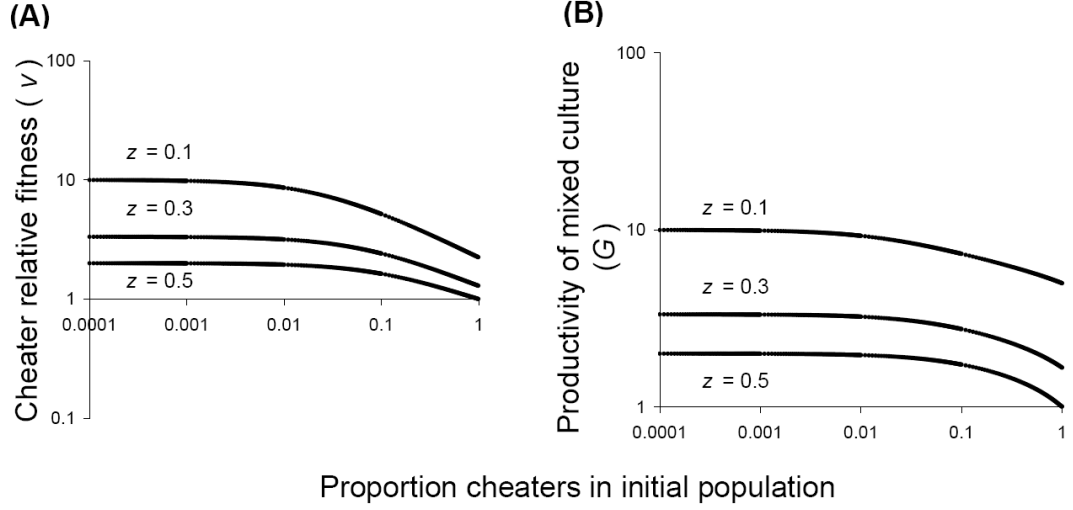 (A)
Cheater relative fitness ( v)
100
10
1
0.1
z = 0.1
z = 0.3
z = 0.5
0.0001
0.001
0.01
0.1
1
(B)
Productivity of mixed culture
(G)
100
10
1
z = 0.1
z = 0.3
z = 0.5
0.0001
0.001
0.01
0.1
1
Proportion cheaters in initial population